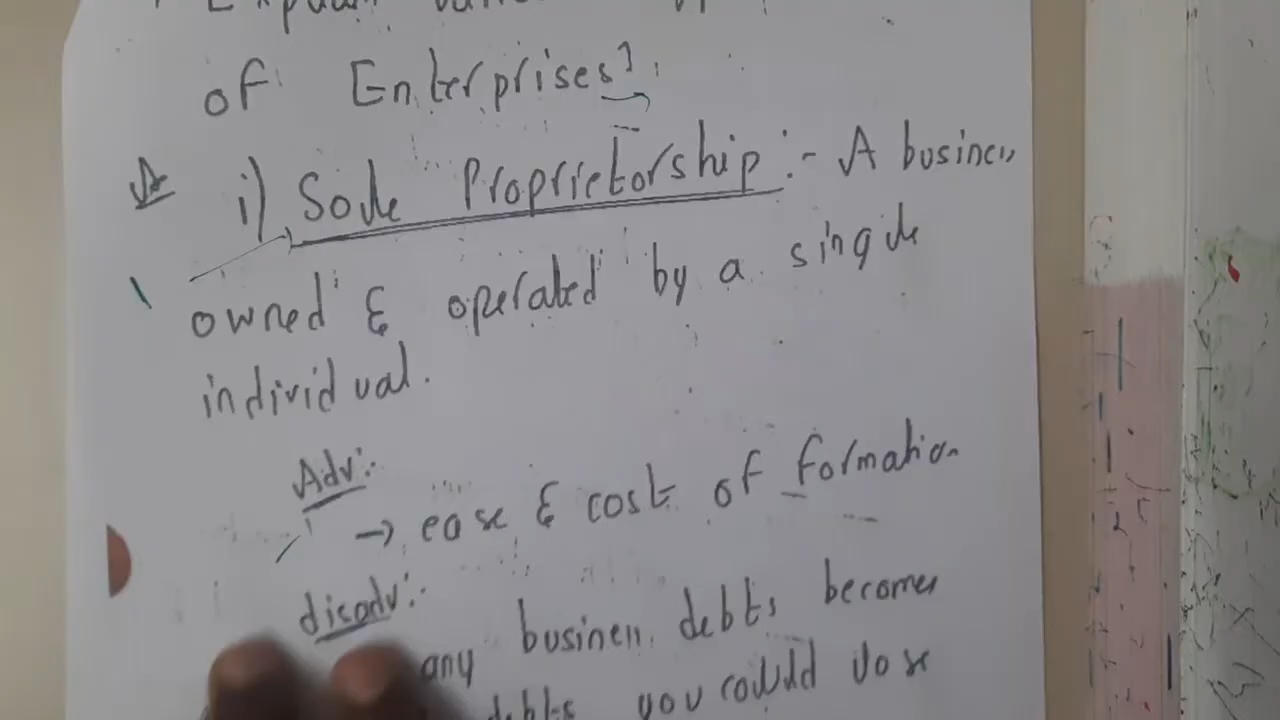 of Enterprises?
i) Sole Proprietorship :- A business
owned & operated by a single
individual.
Adv:-
→ ease & cost of formation
disadv:-
any business debts becomes
debts you could lose